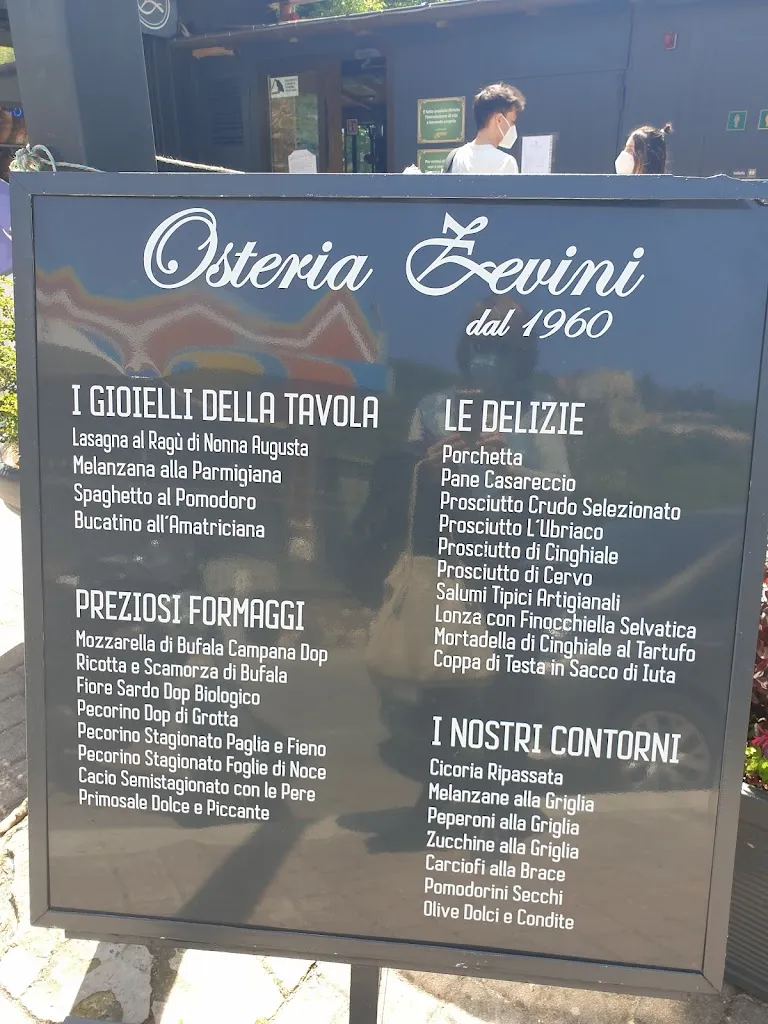 Osteria Zevini
dal 1960
I GIOIELLI DELLA TAVOLA
Lasagna al Ragù di Nonna Augusta
Melanzana alla Parmigiana
Spaghetto al Pomodoro
Bucatino all'Amatriciana
PREZIOSI FORMAGGI
Mozzarella di Bufala Campana Dop
Ricotta e Scamorza di Bufala
Fiore Sardo Dop Biologico
Pecorino Dop di Grotta
Pecorino Stagionato Paglia e Fieno
Pecorino Stagionato Foglie di Noce
Cacio Semistagionato con le Pere
Primosale Dolce e Piccante
LE DELIZIE
Porchetta
Pane Casareccio
Prosciutto Crudo Selezionato
Prosciutto L'Ubriaco
Prosciutto di Cinghiale
Prosciutto di Cervo
Salumi Tipici Artigianali
Lonza con Finocchiella Selvatica
Mortadella di Cinghiale al Tartufo
Coppa di Testa in Sacco di Iuta
I NOSTRI CONTORNI
Cicoria Ripassata
Melanzane alla Griglia
Peperoni alla Griglia
Zucchine alla Griglia
Carciofi alla Brace
Pomodorini Secchi
Olive Dolci e Condite